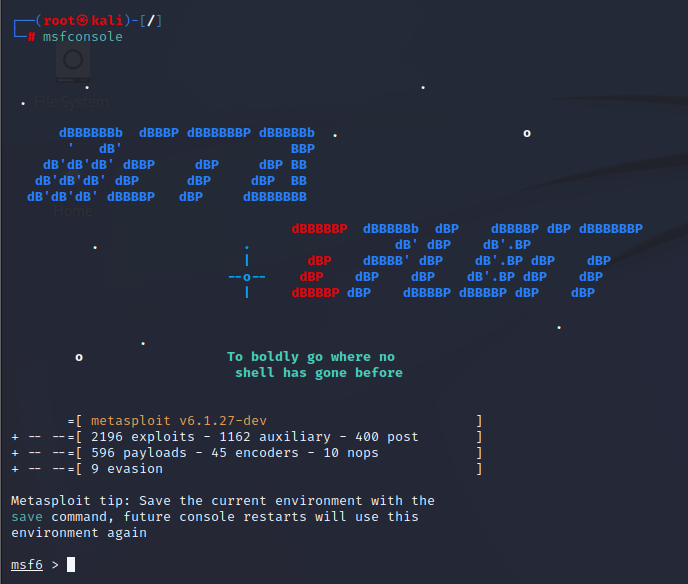 ┌──(root㉿kali)-[/]
└─# msfconsole
File System
dBBBBBBb  dBBBP dBBBBBBP dBBBBBb  .                       o
'   dB'                     BBP
dB'dB'dB' dBBP     dBP     dBP BB
dB'dB'dB' dBP      dBP     dBP  BB
dB'dB'dB' dBBBBP   dBP     dBBBBBBB
Home
dBBBBBP  dBBBBBb  dBP    dBBBBP dBP dBBBBBBP
.                  dB' dBP    dB'.BP
|       dBP    dBBBB' dBP    dB'.BP dBP    dBP
--o--    dBP    dBP    dBP    dB'.BP dBP    dBP
|     dBBBBP dBP    dBBBBP dBBBBP dBP    dBP
o                  To boldly go where no
shell has gone before
=[ metasploit v6.1.27-dev                          ]
+ -- --=[ 2196 exploits - 1162 auxiliary - 400 post       ]
+ -- --=[ 596 payloads - 45 encoders - 10 nops            ]
+ -- --=[ 9 evasion                                       ]
Metasploit tip: Save the current environment with the
save command, future console restarts will use this
environment again
msf6 >